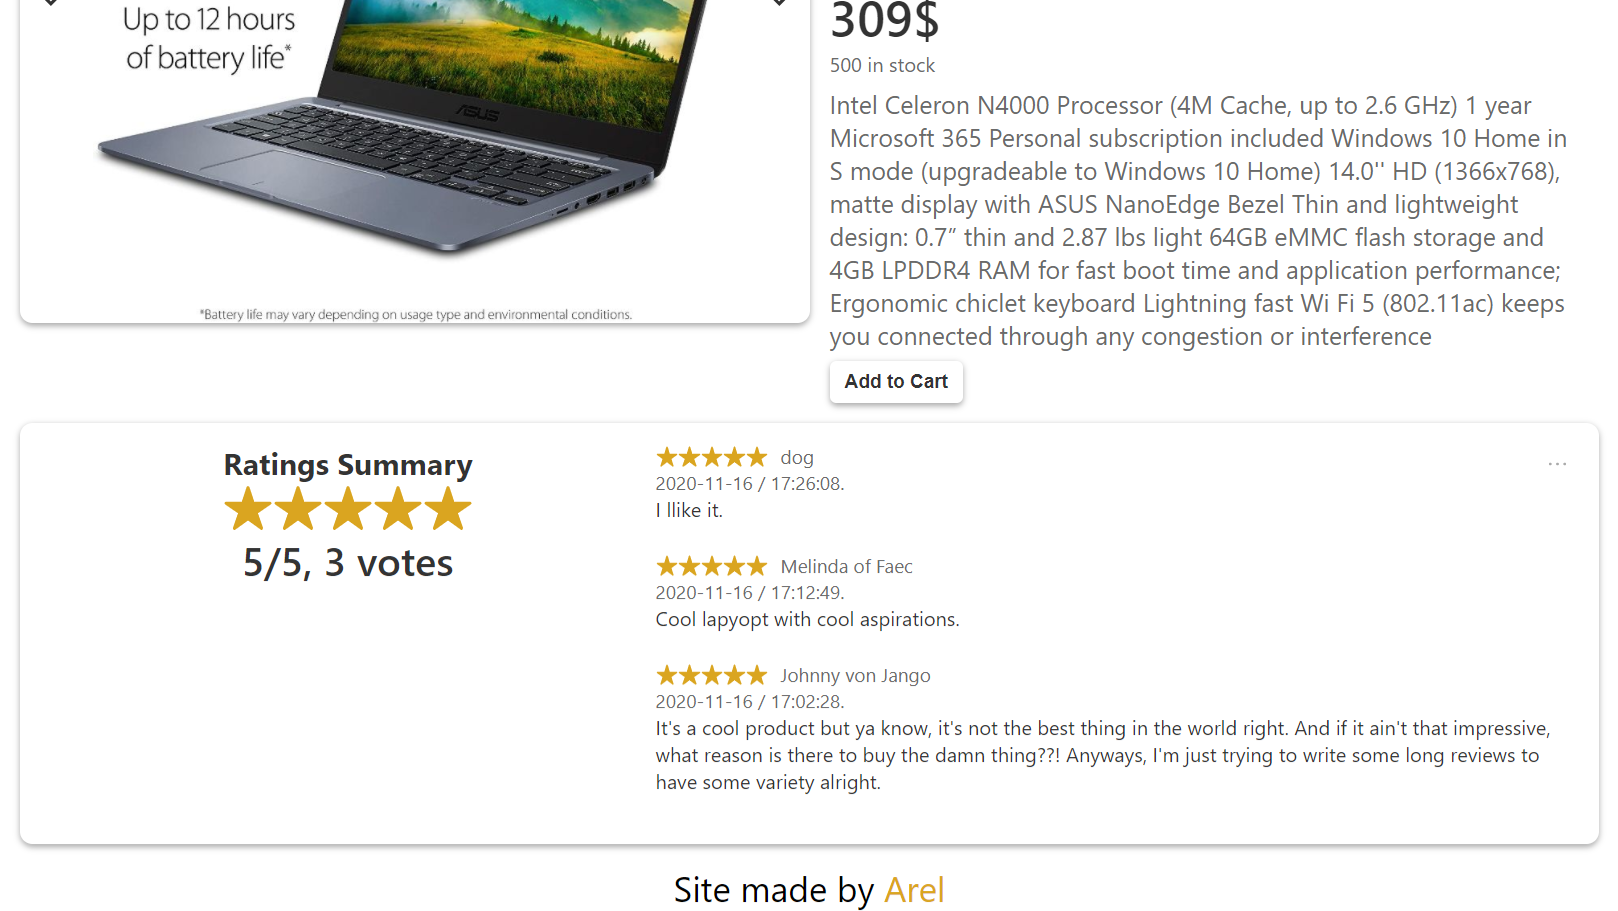 Up to 12 hours
of battery life*
ASUS
*Battery life may vary depending on usage type and environmental conditions.
309$
500 in stock
Intel Celeron N4000 Processor (4M Cache, up to 2.6 GHz) 1 year
Microsoft 365 Personal subscription included Windows 10 Home in
S mode (upgradeable to Windows 10 Home) 14.0'' HD (1366x768),
matte display with ASUS NanoEdge Bezel Thin and lightweight
design: 0.7” thin and 2.87 lbs light 64GB eMMC flash storage and
4GB LPDDR4 RAM for fast boot time and application performance;
Ergonomic chiclet keyboard Lightning fast Wi Fi 5 (802.11ac) keeps
you connected through any congestion or interference
Add to Cart
Ratings Summary
5/5, 3 votes
dog
...
2020-11-16 / 17:26:08.
I llike it.
Melinda of Faec
2020-11-16 / 17:12:49.
Cool lapyopt with cool aspirations.
Johnny von Jango
2020-11-16 / 17:02:28.
It's a cool product but ya know, it's not the best thing in the world right. And if it ain't that impressive,
what reason is there to buy the damn thing??! Anyways, I'm just trying to write some long reviews to
have some variety alright.
Site made by Arel